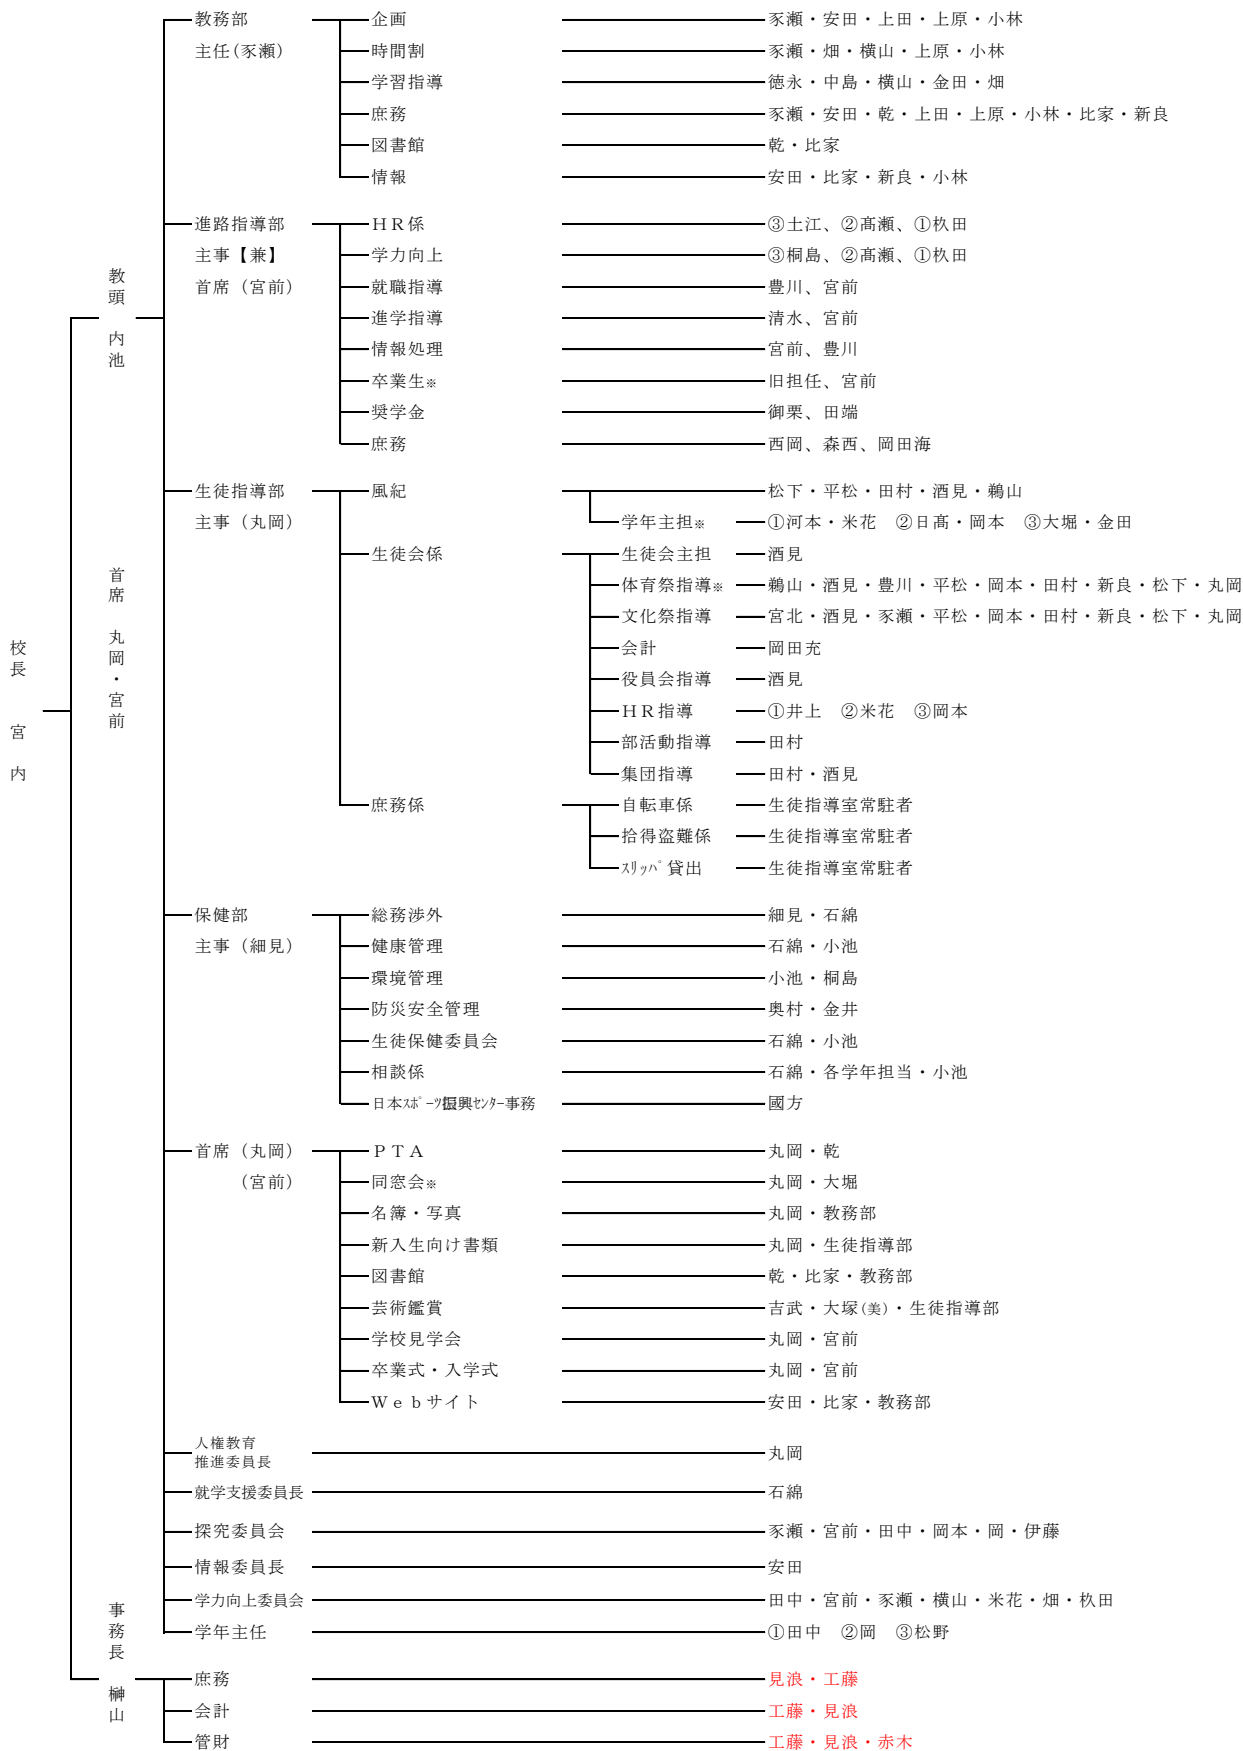 校長　宮　内
教頭　内池
首席　丸岡・宮前
事務長　榊山
教務部　企画　豕瀬・安田・上田・上原・小林
主任(豕瀬)　時間割　豕瀬・畑・横山・上原・小林
学習指導　徳永・中島・横山・金田・畑
庶務　豕瀬・安田・乾・上田・上原・小林・比家・新良
図書館　乾・比家
情報　安田・比家・新良・小林
進路指導部　ＨＲ係　③土江、②髙瀬、①杦田
主事【兼】　学力向上　③桐島、②髙瀬、①杦田
首席（宮前）　就職指導　豊川、宮前
進学指導　清水、宮前
情報処理　宮前、豊川
卒業生※　旧担任、宮前
奨学金　御栗、田端
庶務　西岡、森西、岡田海
生徒指導部　風紀　松下・平松・田村・酒見・鵜山
主事（丸岡）　学年主担※　①河本・米花　②日髙・岡本　③大堀・金田
生徒会係　生徒会主担　酒見
体育祭指導※　鵜山・酒見・豊川・平松・岡本・田村・新良・松下・丸岡
文化祭指導　宮北・酒見・豕瀬・平松・岡本・田村・新良・松下・丸岡
会計　岡田充
役員会指導　酒見
ＨＲ指導　①井上　②米花　③岡本
部活動指導　田村
集団指導　田村・酒見
庶務係　自転車係　生徒指導室常駐者
拾得盗難係　生徒指導室常駐者
ｽﾘｯﾊﾟ貸出　生徒指導室常駐者
保健部　総務渉外　細見・石綿
主事（細見）　健康管理　石綿・小池
環境管理　小池・桐島
防災安全管理　奥村・金井
生徒保健委員会　石綿・小池
相談係　石綿・各学年担当・小池
日本ｽﾎﾟｰﾂ振興ｾﾝﾀｰ事務　國方
首席（丸岡）　ＰＴＡ　丸岡・乾
（宮前）　同窓会※　丸岡・大堀
名簿・写真　丸岡・教務部
新入生向け書類　丸岡・生徒指導部
図書館　乾・比家・教務部
芸術鑑賞　吉武・大塚(美)・生徒指導部
学校見学会　丸岡・宮前
卒業式・入学式　丸岡・宮前
Ｗｅｂサイト　安田・比家・教務部
人権教育
推進委員長　丸岡
就学支援委員長　石綿
探究委員会　豕瀬・宮前・田中・岡本・岡・伊藤
情報委員長　安田
学力向上委員会　田中・宮前・豕瀬・横山・米花・畑・杦田
学年主任　①田中　②岡　③松野
庶務　見浪・工藤
会計　工藤・見浪
管財　工藤・見浪・赤木